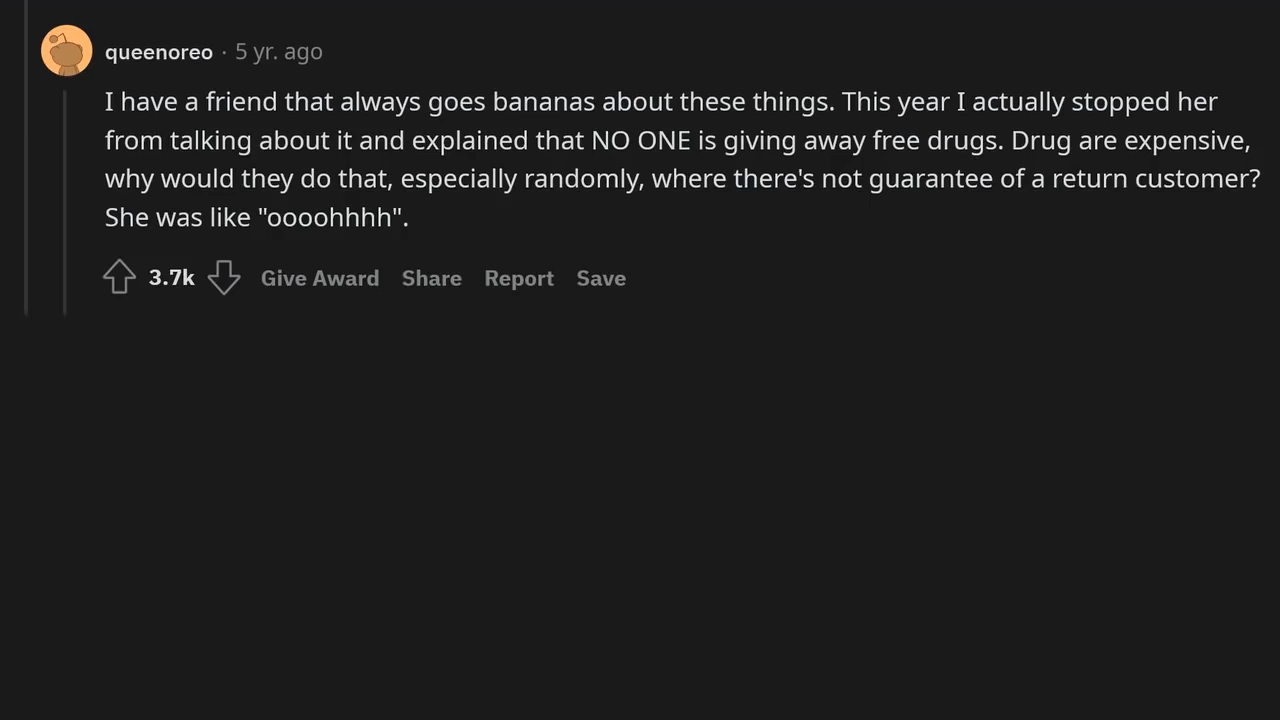 queenoreo · 5 yr. ago
I have a friend that always goes bananas about these things. This year I actually stopped her
from talking about it and explained that NO ONE is giving away free drugs. Drug are expensive,
why would they do that, especially randomly, where there's not guarantee of a return customer?
She was like "oooohhhh".
3.7k Give Award Share Report Save